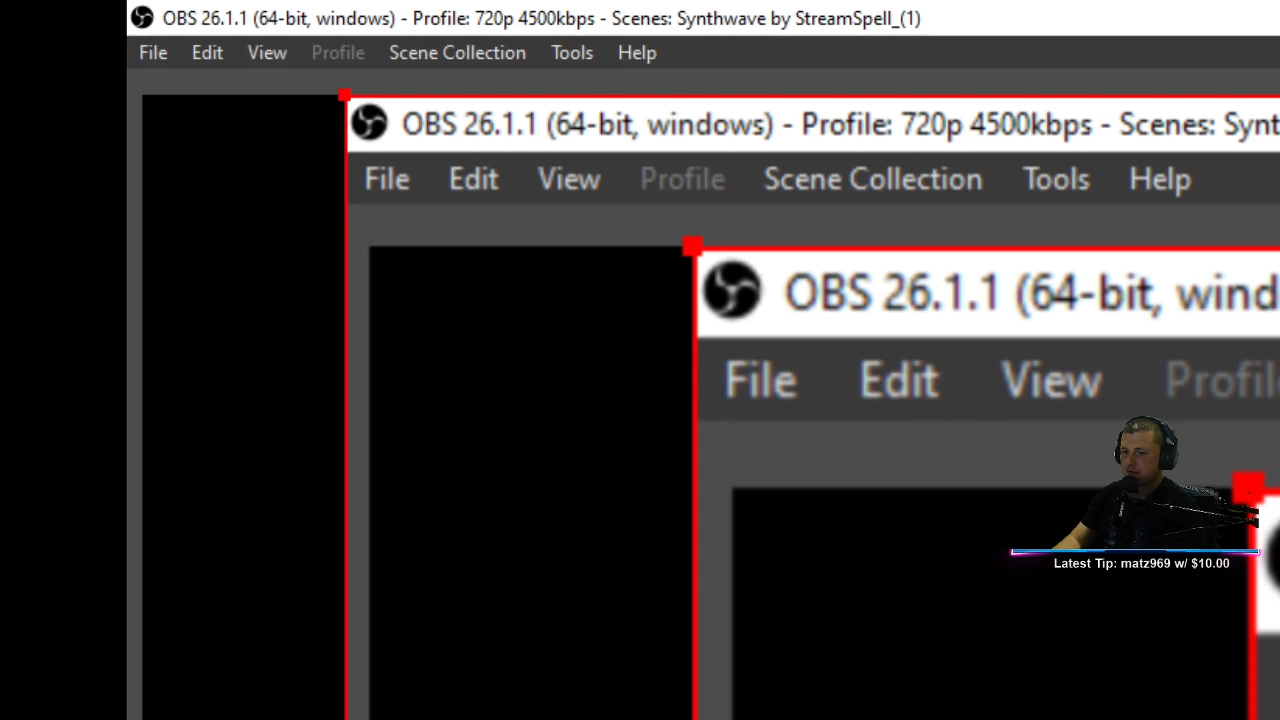 OBS 26.1.1 (64-bit, windows) - Profile: 720p 4500kbps - Scenes: Synthwave by StreamSpell_(1)
File Edit View Profile Scene Collection Tools Help
OBS 26.1.1 (64-bit, windows) - Profile: 720p 4500kbps - Scenes: Synt
File Edit View Profile Scene Collection Tools Help
OBS 26.1.1 (64-bit, wind
File Edit View Profil
Latest Tip: matz969 w/ $10.00